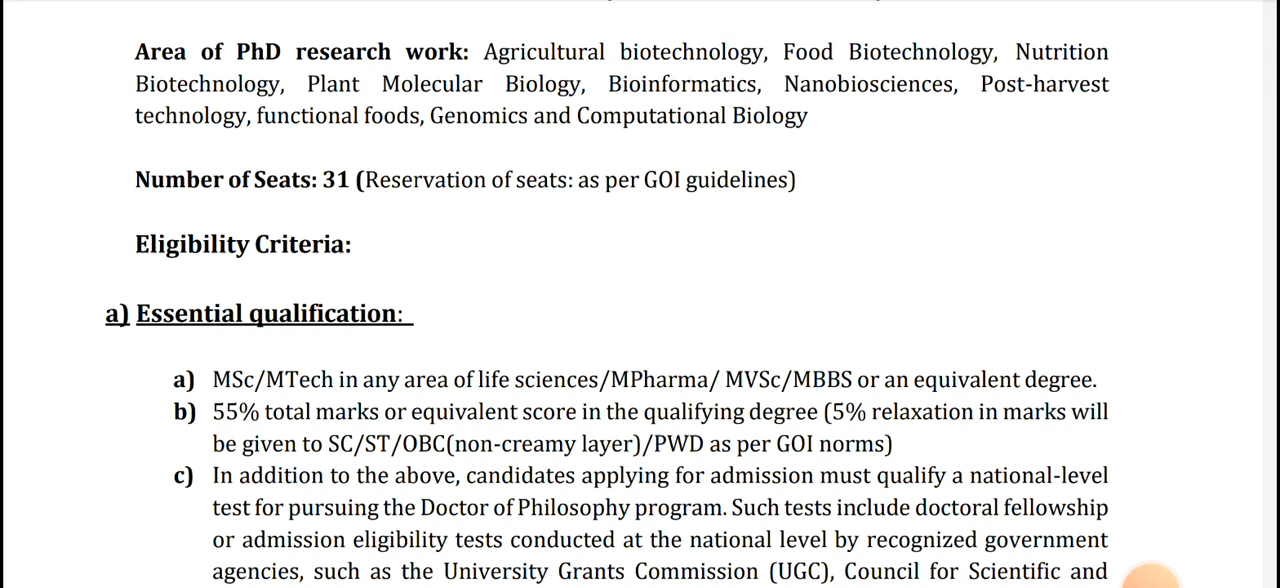 Area of PhD research work: Agricultural biotechnology, Food Biotechnology, Nutrition
Biotechnology, Plant Molecular Biology, Bioinformatics, Nanobiosciences, Post-harvest
technology, functional foods, Genomics and Computational Biology
Number of Seats: 31 (Reservation of seats: as per GOI guidelines)
Eligibility Criteria:
a) Essential qualification:
a) MSc/MTech in any area of life sciences/MPharma/ MVSc/MBBS or an equivalent degree.
b) 55% total marks or equivalent score in the qualifying degree (5% relaxation in marks will
be given to SC/ST/OBC(non-creamy layer)/PWD as per GOI norms)
c) In addition to the above, candidates applying for admission must qualify a national-level
test for pursuing the Doctor of Philosophy program. Such tests include doctoral fellowship
or admission eligibility tests conducted at the national level by recognized government
agencies, such as the University Grants Commission (UGC), Council for Scientific and